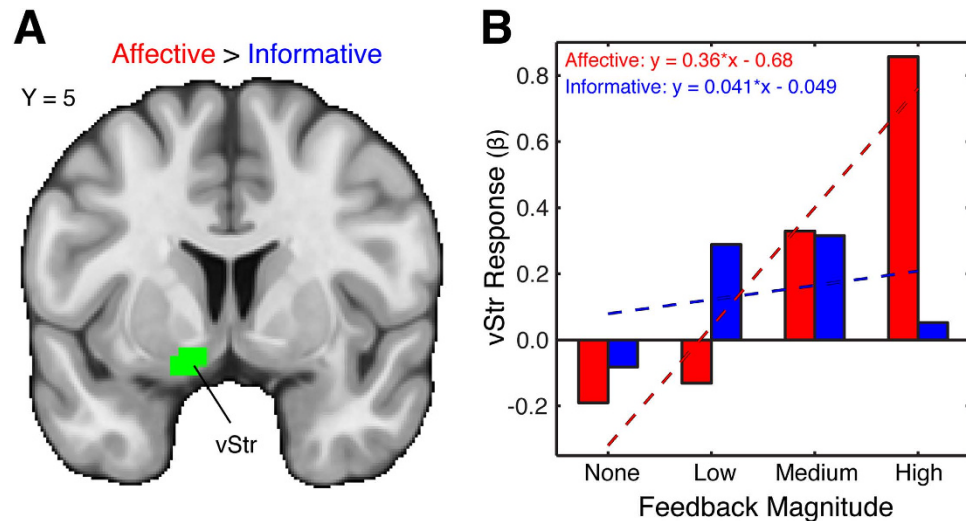 A
Affective > Informative
Y = 5
vStr
B
Affective: y = 0.36*x - 0.68
Informative: y = 0.041*x - 0.049
vStr Response (β)
0.8
0.6
0.4
0.2
0.0
-0.2
None Low Medium High
Feedback Magnitude